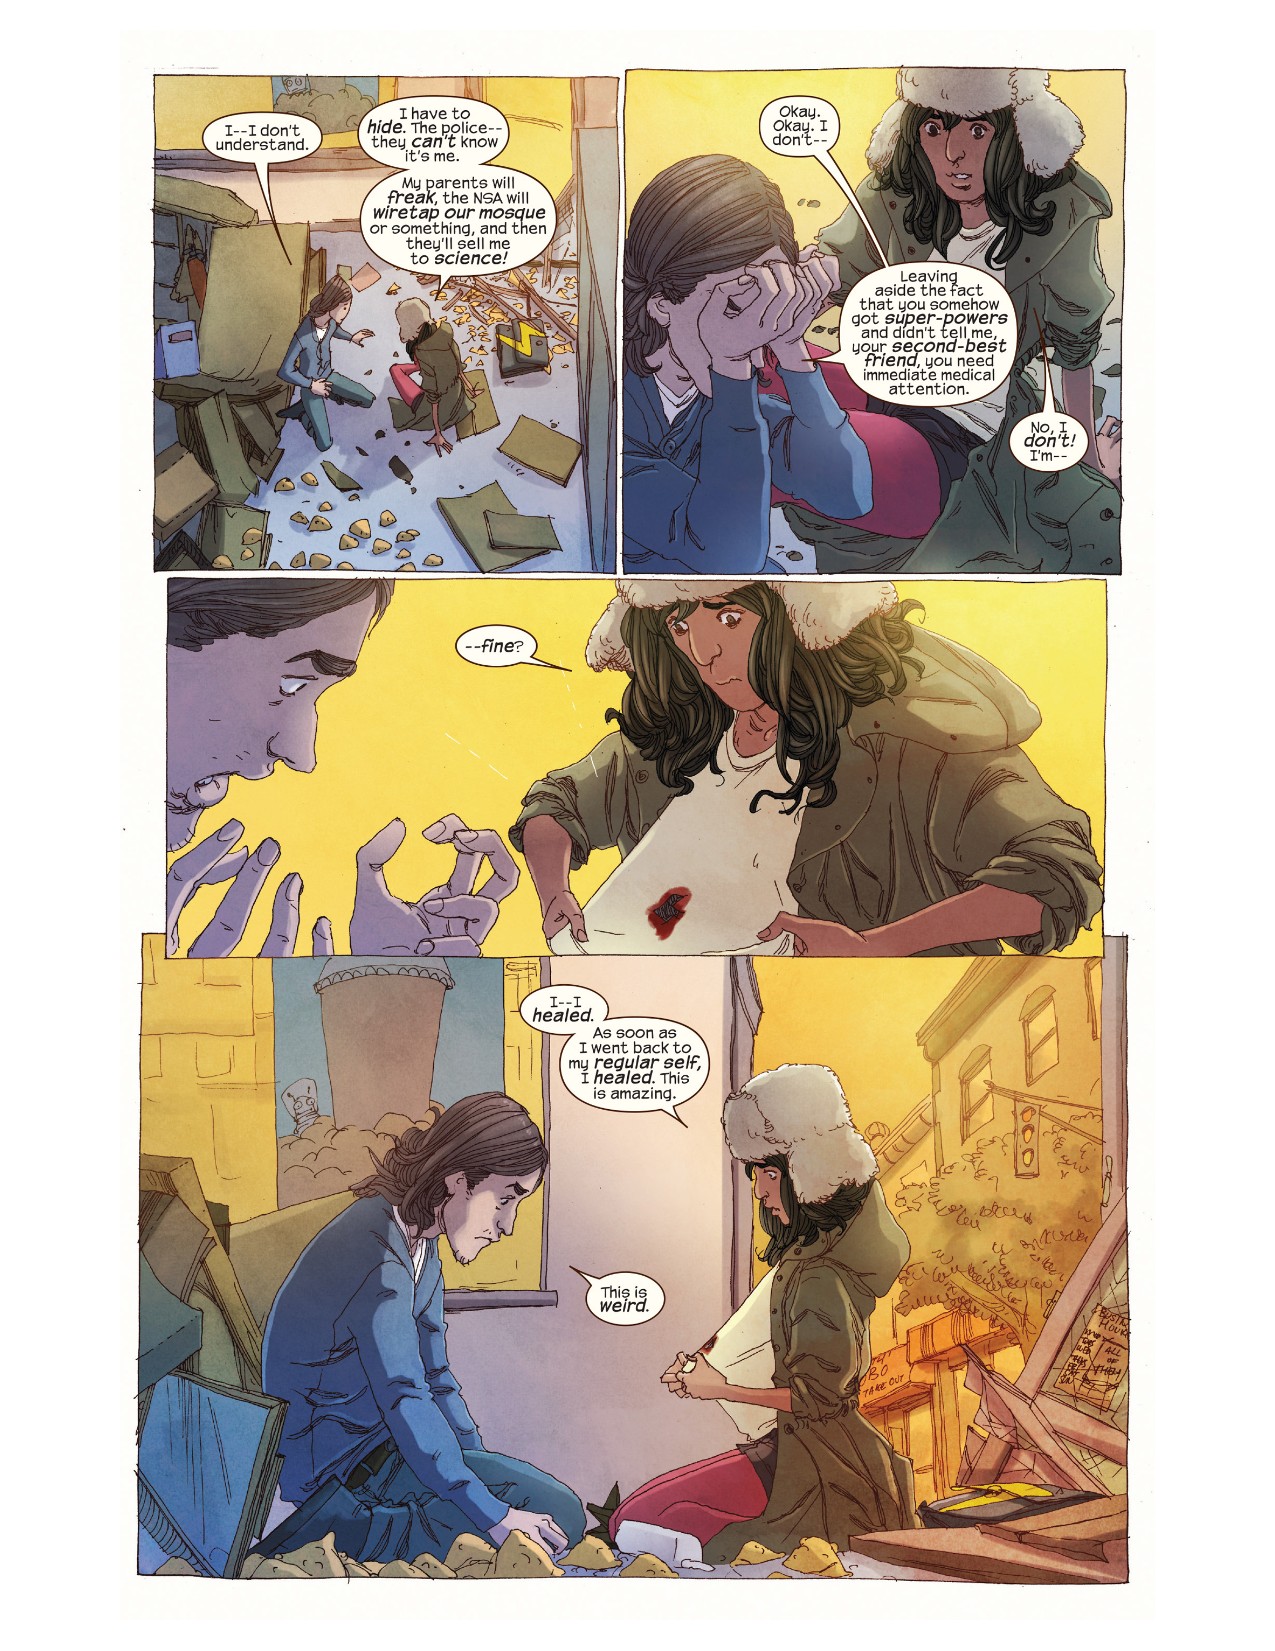 I--I don't
understand.
I have to
hide. The police--
they can't know
it's me.
My parents will
freak, the NSA will
wiretap our mosque
or something, and then
they'll sell me
to science!
Okay.
Okay. I
don't--
Leaving
aside the fact
that you somehow
got super-powers
and didn't tell me,
your second-best
friend, you need
immediate medical
attention.
No, I
don't!
I'm--
--fine?
I--I
healed.
As soon as
I went back to
my regular self,
I healed. This
is amazing.
This is
weird.
TAKE OUT
ALL
OF
THEM